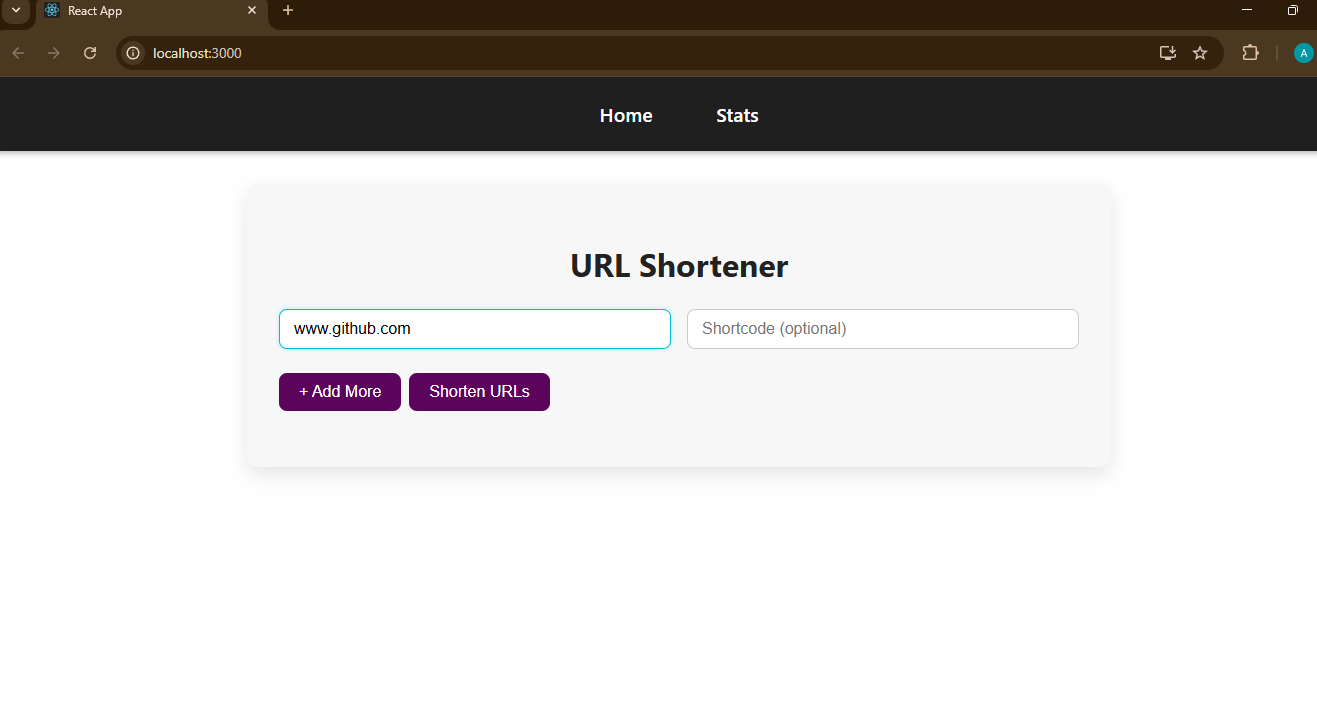 React App
localhost:3000
A
Home Stats
URL Shortener
www.github.com Shortcode (optional)
+ Add More Shorten URLs